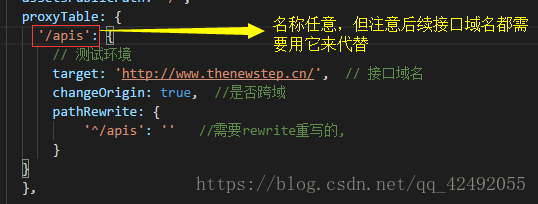 proxyTable: {
'/apis': {
名称任意，但注意后续接口域名都需
要用它来代替
// 测试环境
target: 'http://www.thenewstep.cn/', // 接口域名
changeOrigin: true, //是否跨域
pathRewrite: {
'^/apis': '' //需要rewrite重写的,
}
}
},
https://blog.csdn.net/qq_42492055